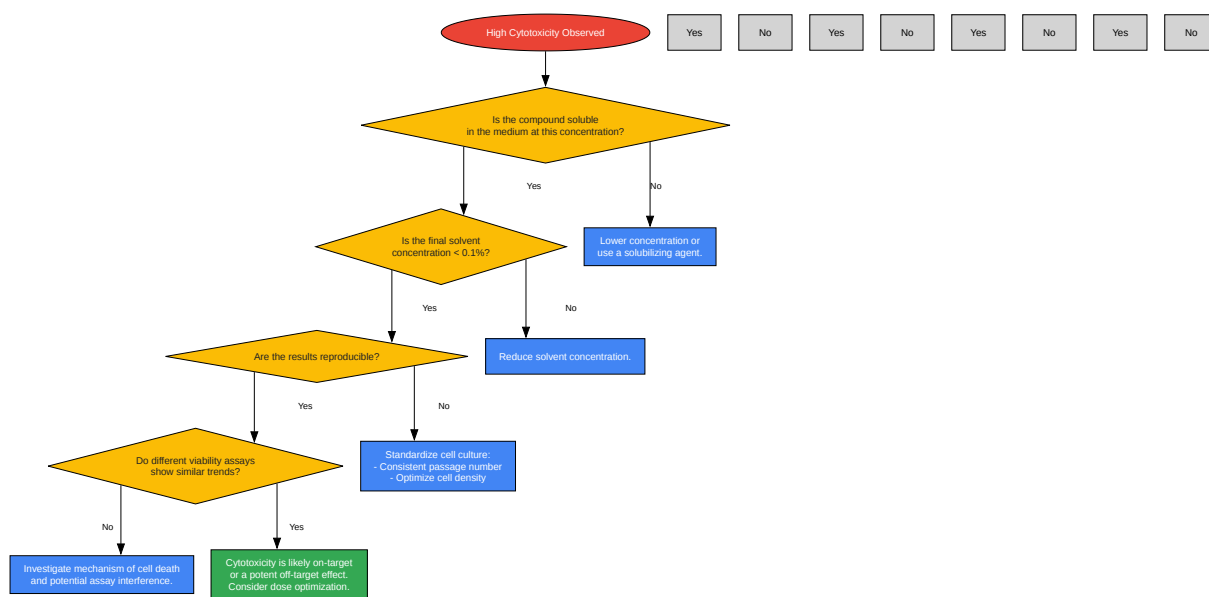 High Cytotoxicity Observed
Yes
No
Yes
No
Yes
No
Yes
No
Is the compound soluble
in the medium at this concentration?
Yes
No
Is the final solvent
concentration < 0.1%?
Lower concentration or
use a solubilizing agent.
Yes
No
Are the results reproducible?
Reduce solvent concentration.
Yes
No
Do different viability assays
show similar trends?
Standardize cell culture:
- Consistent passage number
- Optimize cell density
No
Yes
Investigate mechanism of cell death
and potential assay interference.
Cytotoxicity is likely on-target
or a potent off-target effect.
Consider dose optimization.